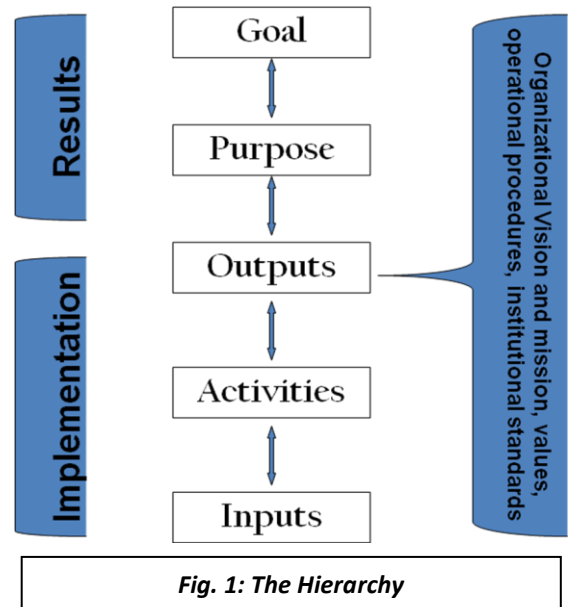 Goal
Results
Purpose
Outputs
Organizational Vision and mission, values,
operational procedures, institutional standards
Implementation
Activities
Inputs
Fig. 1: The Hierarchy